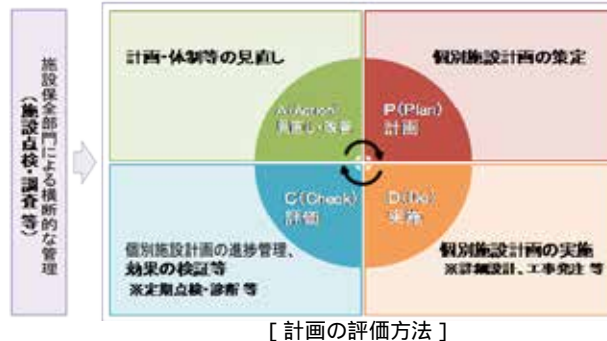 施設保全部門による横断的な管理
（施設点検・調査 等）
計画・体制等の見直し
個別施設計画の策定
A（Action）
見直し・改善
P（Plan）
計画
C（Check）
評価
D（Do）
実施
個別施設計画の進捗管理、
効果の検証等
※定期点検・診断 等
個別施設計画の実施
※詳細設計、工事発注 等
[ 計画の評価方法 ]